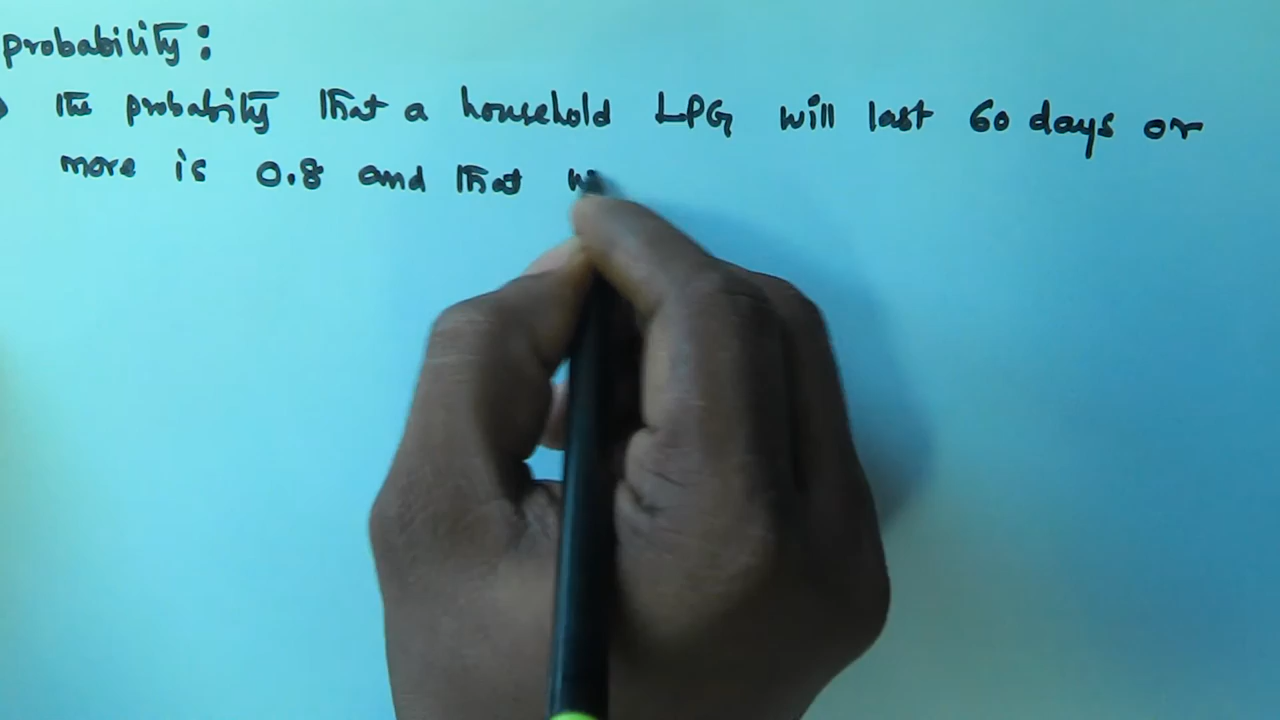 probability:
the probability that a household LPG will last 60 days or
more is 0.8 and that